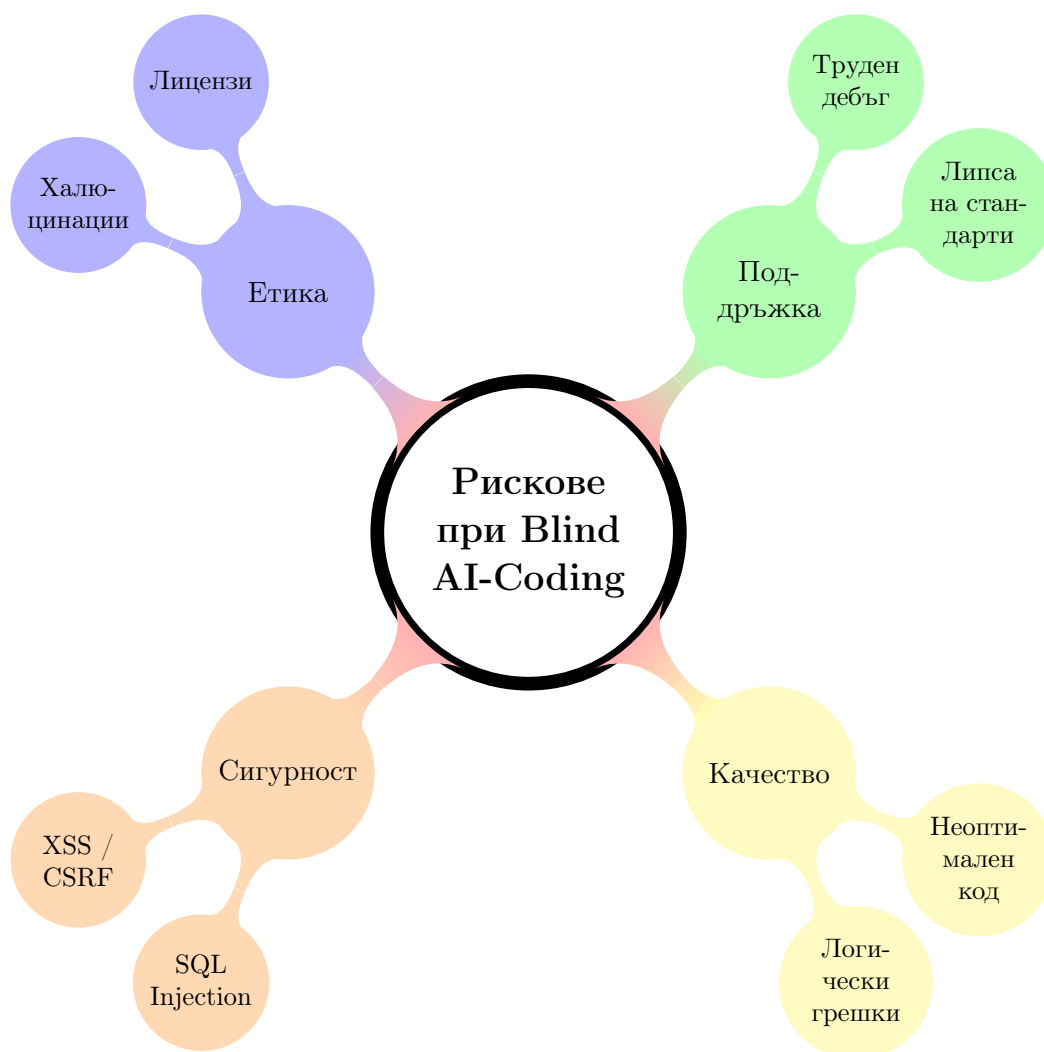 Лицензи
Халю-
цинации
Етика
Труден
дебъг
Липса
на стан-
дарти
Под-
дръжка
Рискове
при Blind
AI-Coding
Сигурност
XSS /
CSRF
SQL
Injection
Качество
Неопти-
мален
код
Логи-
чески
грешки